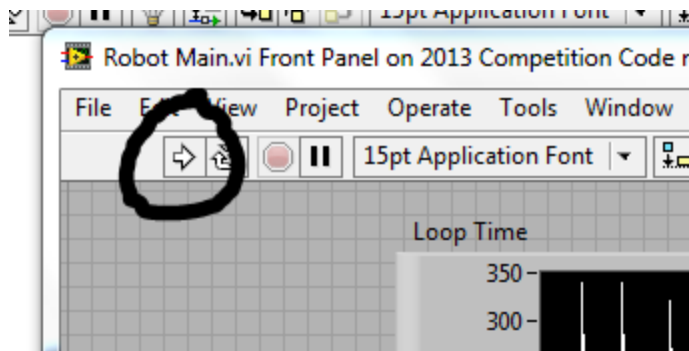 15pt Application Font
Robot Main.vi Front Panel on 2013 Competition Code
File Edit View Project Operate Tools Window
15pt Application Font
Loop Time
350
300